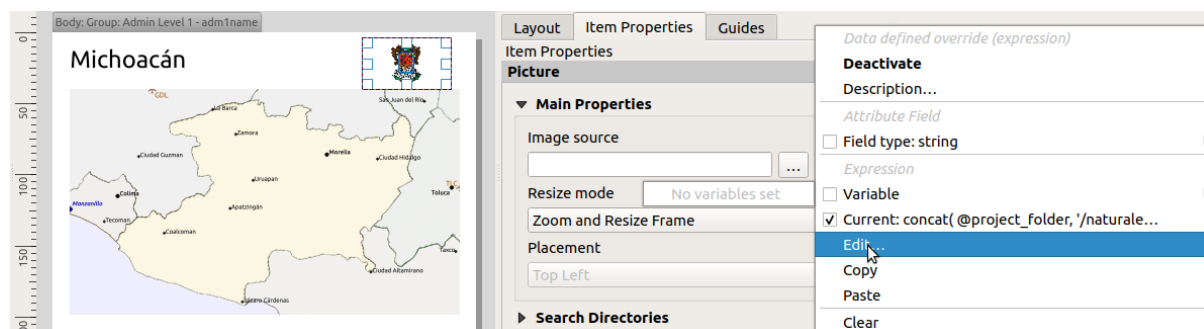 Body: Group: Admin Level 1 - adm1name
Michoacán
GDL
San Juan del Río
La Barca
Zamora
Morelia
Ciudad Guzman
Ciudad Hidalgo
Uruapan
Colima
Toluca
TLC
Manzanillo
Apatzingán
Tecoman
Coalcoman
Taxco
Ciudad Altamirano
Lázaro Cárdenas
0
50
100
150
Layout
Item Properties
Guides
Item Properties
Picture
Main Properties
Image source
...
Resize mode
No variables set
Zoom and Resize Frame
Placement
Top Left
Search Directories
Data defined override (expression)
Deactivate
Description...
Attribute Field
Field type: string
Expression
Variable
Current: concat( @project_folder, '/naturale...
Edit...
Copy
Paste
Clear